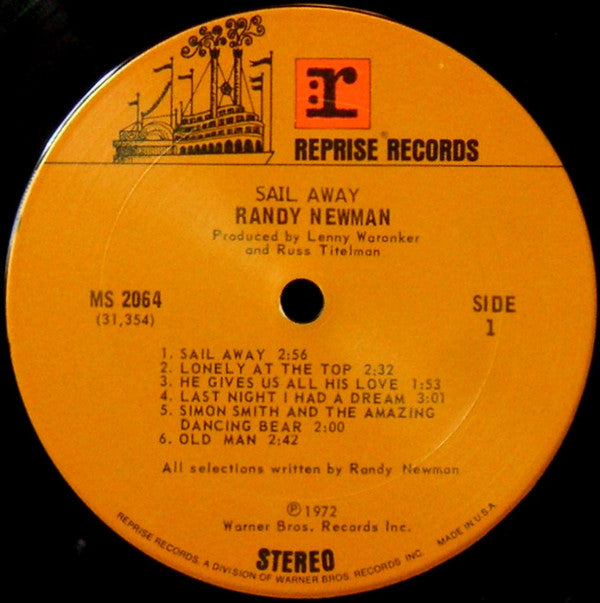 :r
REPRISE RECORDS
SAIL AWAY
RANDY NEWMAN
Produced by Lenny Waronker
and Russ Titelman
MS 2064
(31,354)
SIDE
1
1. SAIL AWAY 2:56
2. LONELY AT THE TOP 2:32
3. HE GIVES US ALL HIS LOVE 1:53
4. LAST NIGHT I HAD A DREAM 3:01
5. SIMON SMITH AND THE AMAZING
DANCING BEAR 2:00
6. OLD MAN 2:42
All selections written by Randy Newman
℗ 1972
Warner Bros. Records Inc.
STEREO
REPRISE RECORDS, A DIVISION OF WARNER BROS. RECORDS INC. MADE IN U.S.A.